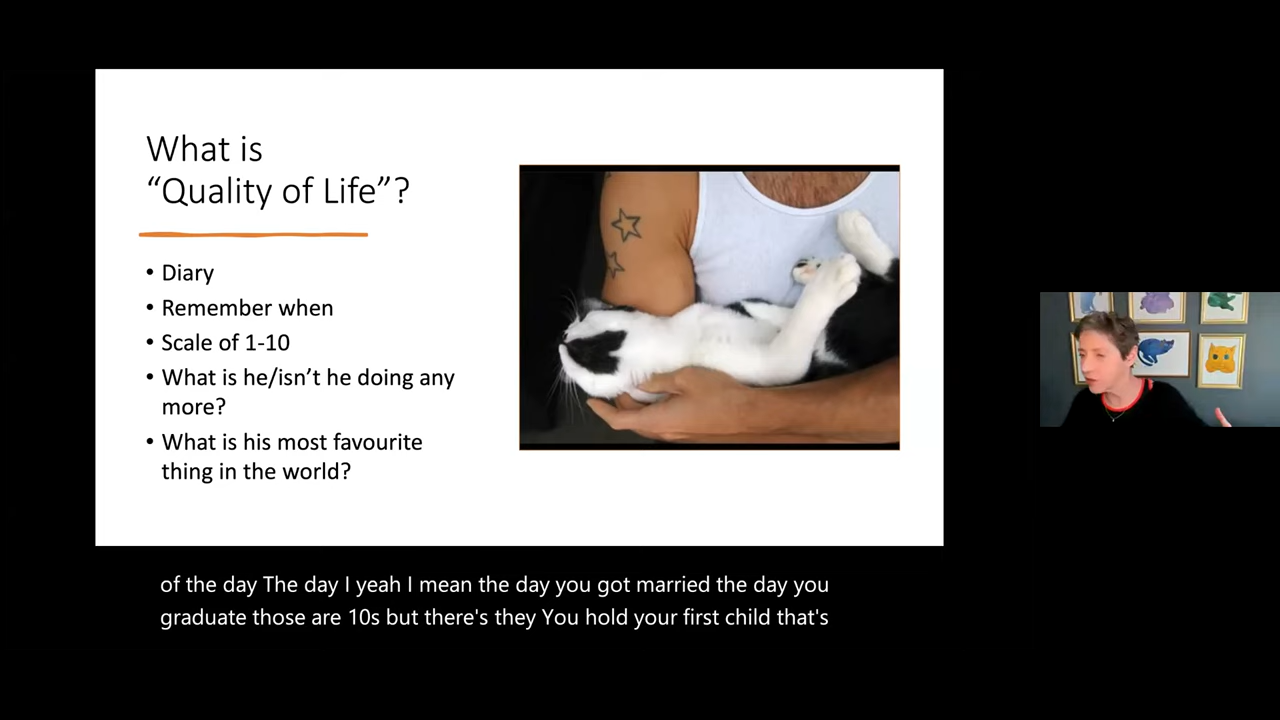 What is
“Quality of Life”?
• Diary
• Remember when
• Scale of 1-10
• What is he/isn’t he doing any
more?
• What is his most favourite
thing in the world?
of the day The day I yeah I mean the day you got married the day you
graduate those are 10s but there's they You hold your first child that's